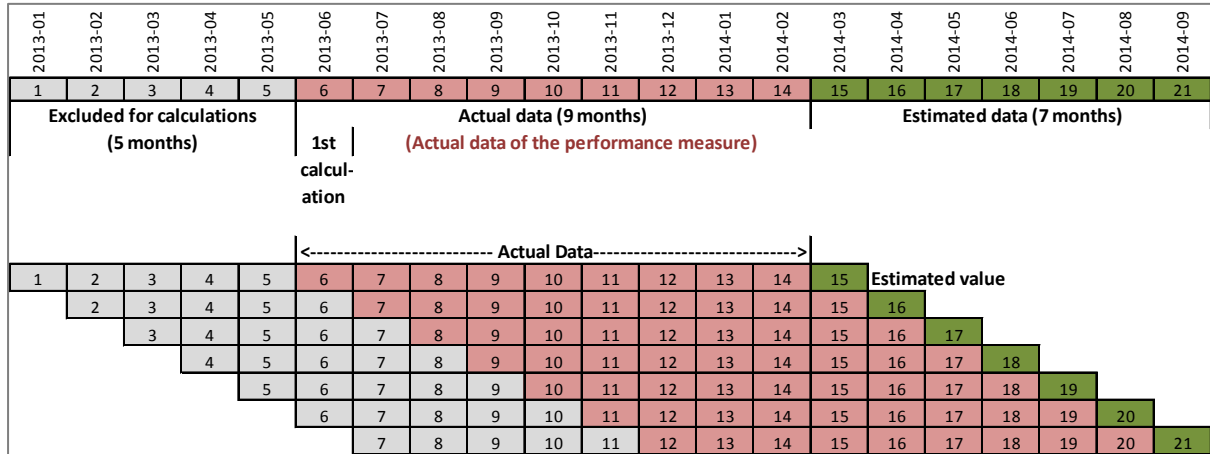 2013-01 2013-02 2013-03 2013-04 2013-05 2013-06 2013-07 2013-08 2013-09 2013-10 2013-11 2013-12 2014-01 2014-02 2014-03 2014-04 2014-05 2014-06 2014-07 2014-08 2014-09
1 2 3 4 5 6 7 8 9 10 11 12 13 14 15 16 17 18 19 20 21
Excluded for calculations Actual data (9 months) Estimated data (7 months)
(5 months) 1st (Actual data of the performance measure)
calcul-
ation
<------------------------- Actual Data---------------------------->
1 2 3 4 5 6 7 8 9 10 11 12 13 14 15 Estimated value
2 3 4 5 6 7 8 9 10 11 12 13 14 15 16
3 4 5 6 7 8 9 10 11 12 13 14 15 16 17
4 5 6 7 8 9 10 11 12 13 14 15 16 17 18
5 6 7 8 9 10 11 12 13 14 15 16 17 18 19
6 7 8 9 10 11 12 13 14 15 16 17 18 19 20
7 8 9 10 11 12 13 14 15 16 17 18 19 20 21